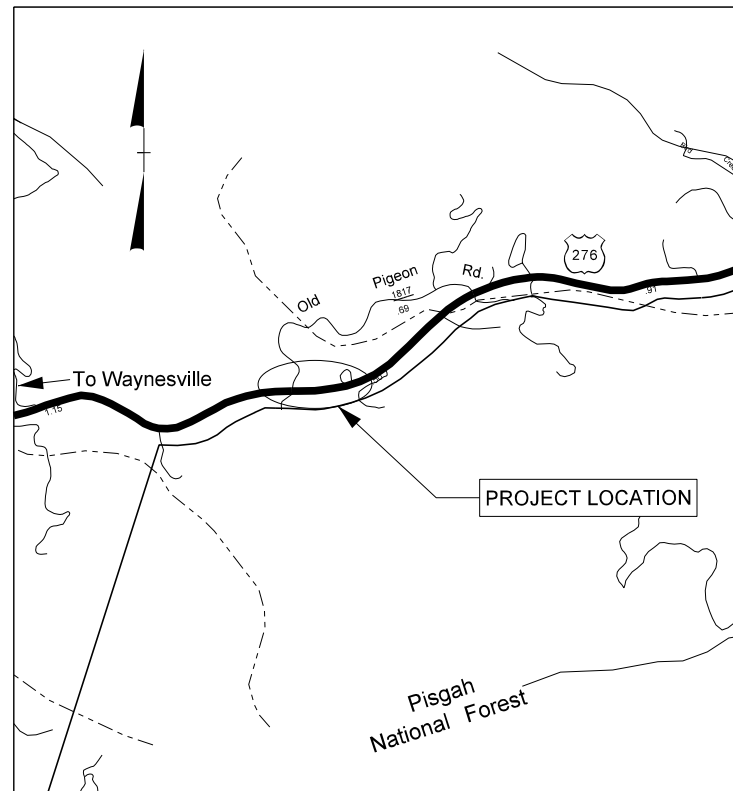 276
Old Pigeon Rd.
1817
.69
.91
To Waynesville
1.15
PROJECT LOCATION
Pisgah
National Forest